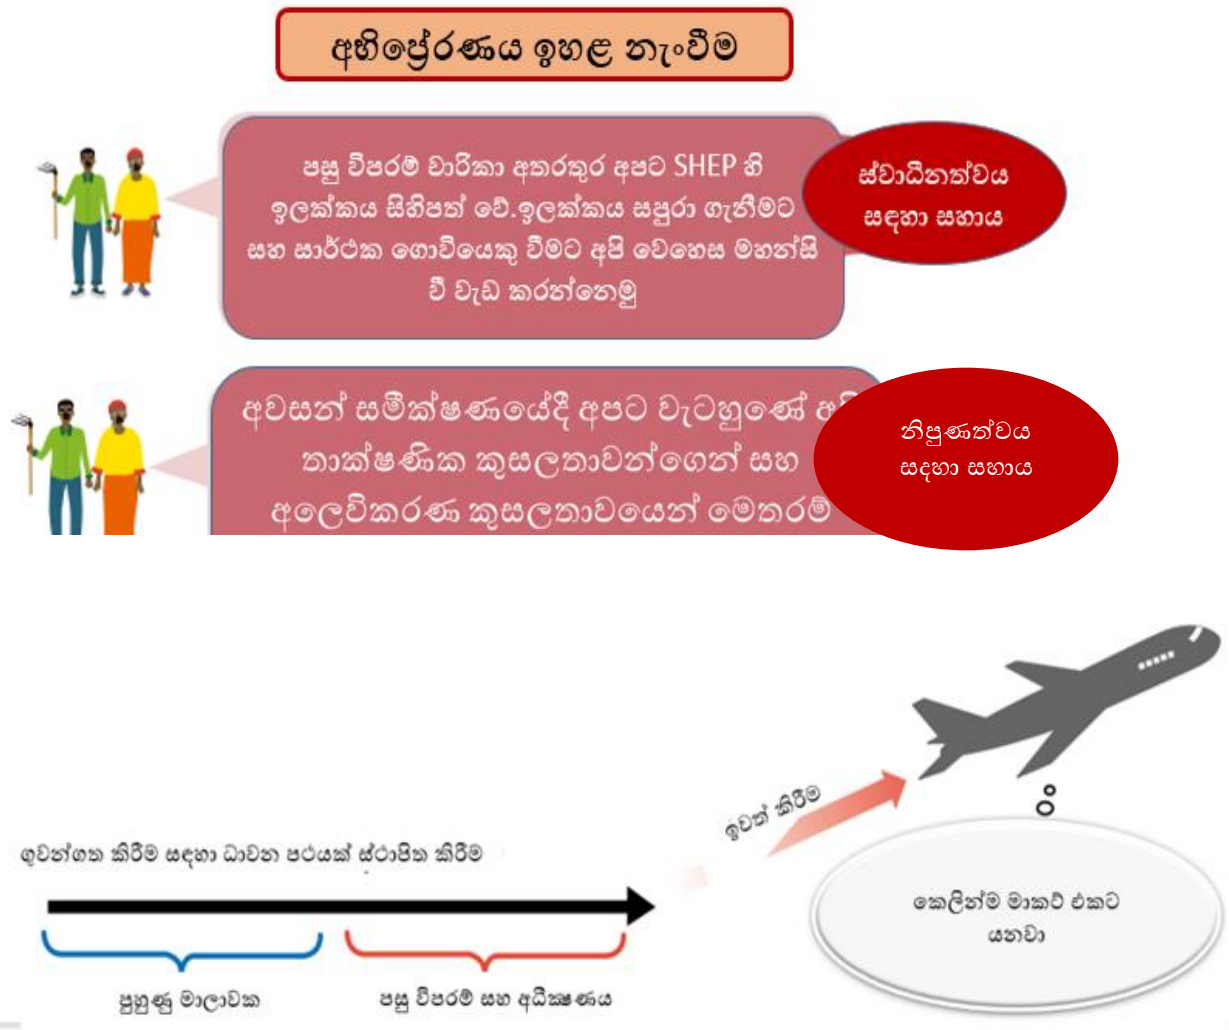 අභිප්‍රේරණය ඉහළ නැංවීම
පසු විපරම් චාරිකා අතරතුර අපට SHEP හි
ඉලක්කය සිහිපත් වේ.ඉලක්කය සපුරා ගැනීමට
සහ සාර්ථක ගොවියෙකු වීමට අපි වෙහෙස මහන්සි
වී වැඩ කරන්නෙමු
ස්වාධීනත්වය
සඳහා සහාය
අවසන් සමීක්ෂණයේදී අපට වැටහුණේ
තාක්ෂණික කුසලතාවන්ගෙන් සහ
අලෙවිකරණ කුසලතාවයෙන් මෙතරම්
නිපුණත්වය
සදහා සහාය
ඉවත් කිරීම
ගුවන්ගත කිරීම සඳහා ධාවන පථයක් ස්ථාපිත කිරීම
කෙලින්ම මාකට් එකට
යනවා
පුහුණු මාලාවක
පසු විපරම් සහ අධීක්‍ෂණය